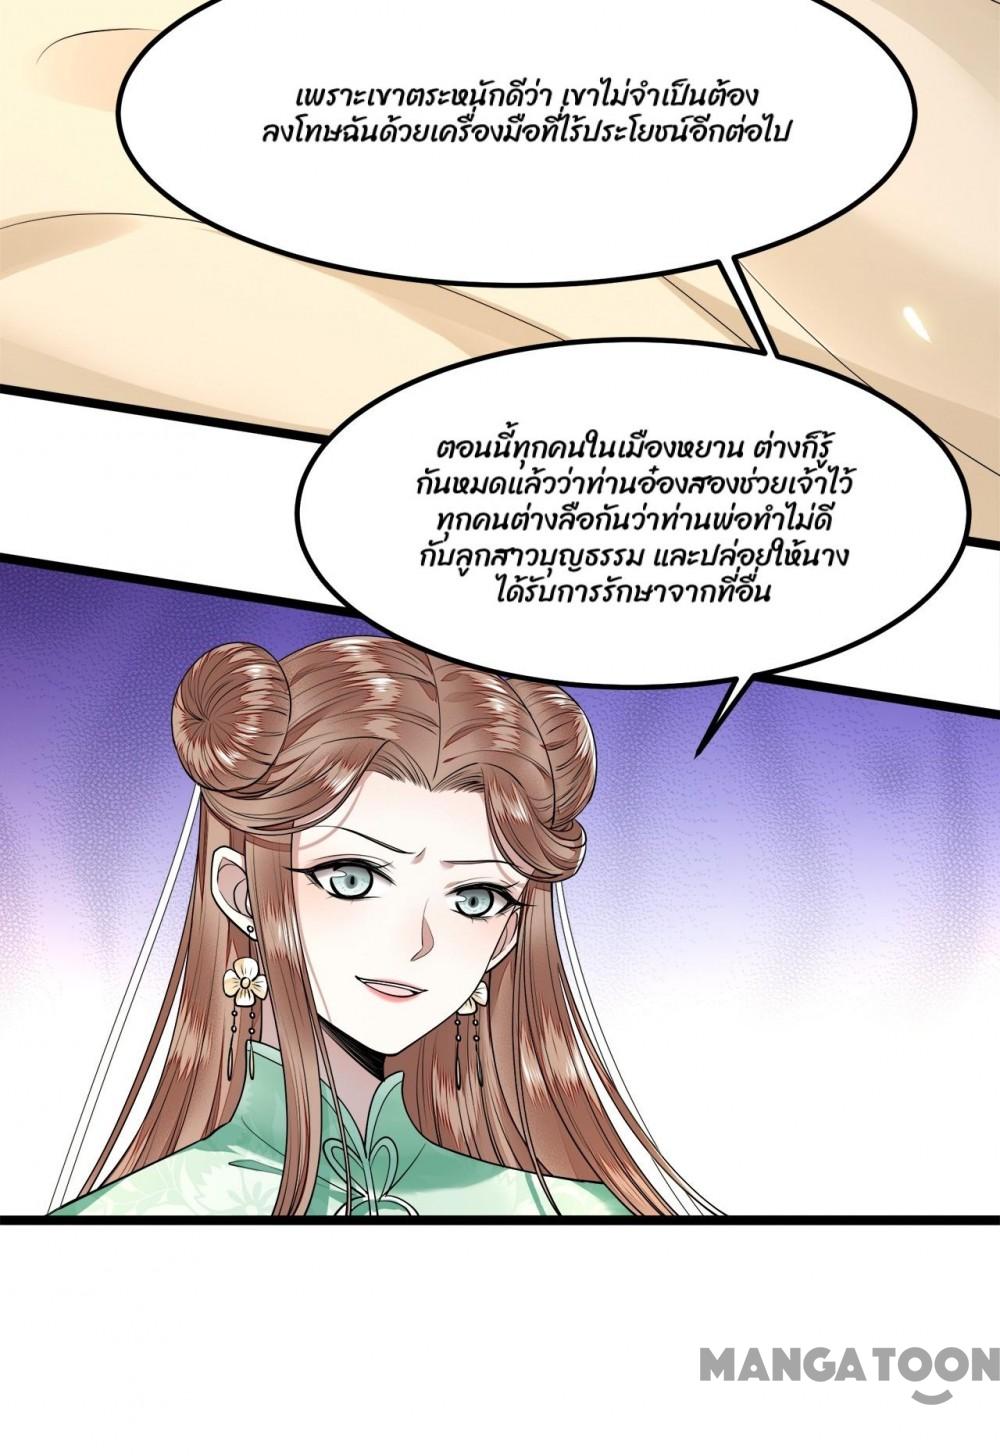 เพราะเขาตระหนักดีว่า เขาไม่จำเป็นต้อง
ลงโทษฉันด้วยเครื่องมือที่ไร้ประโยชน์อีกต่อไป
ตอนนี้ทุกคนในเมืองหยาน ต่างก็รู้
กันหมดแล้วว่าท่านอ๋องสองช่วยเจ้าไว้
ทุกคนต่างลือกันว่าท่านพ่อทำไม่ดี
กับลูกสาวบุญธรรม และปล่อยให้นาง
ได้รับการรักษาจากที่อื่น
MANGATOON